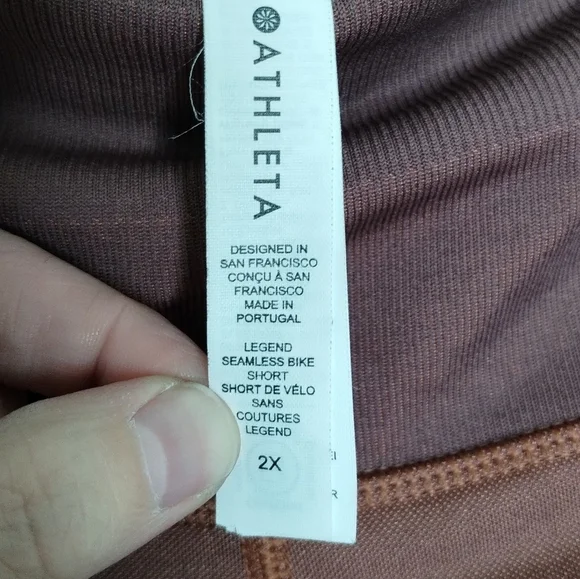 ATHLETA
DESIGNED IN
SAN FRANCISCO
CONÇU À SAN
FRANCISCO
MADE IN
PORTUGAL
LEGEND
SEAMLESS BIKE
SHORT
SHORT DE VÉLO
SANS
COUTURES
LEGEND
2X
R